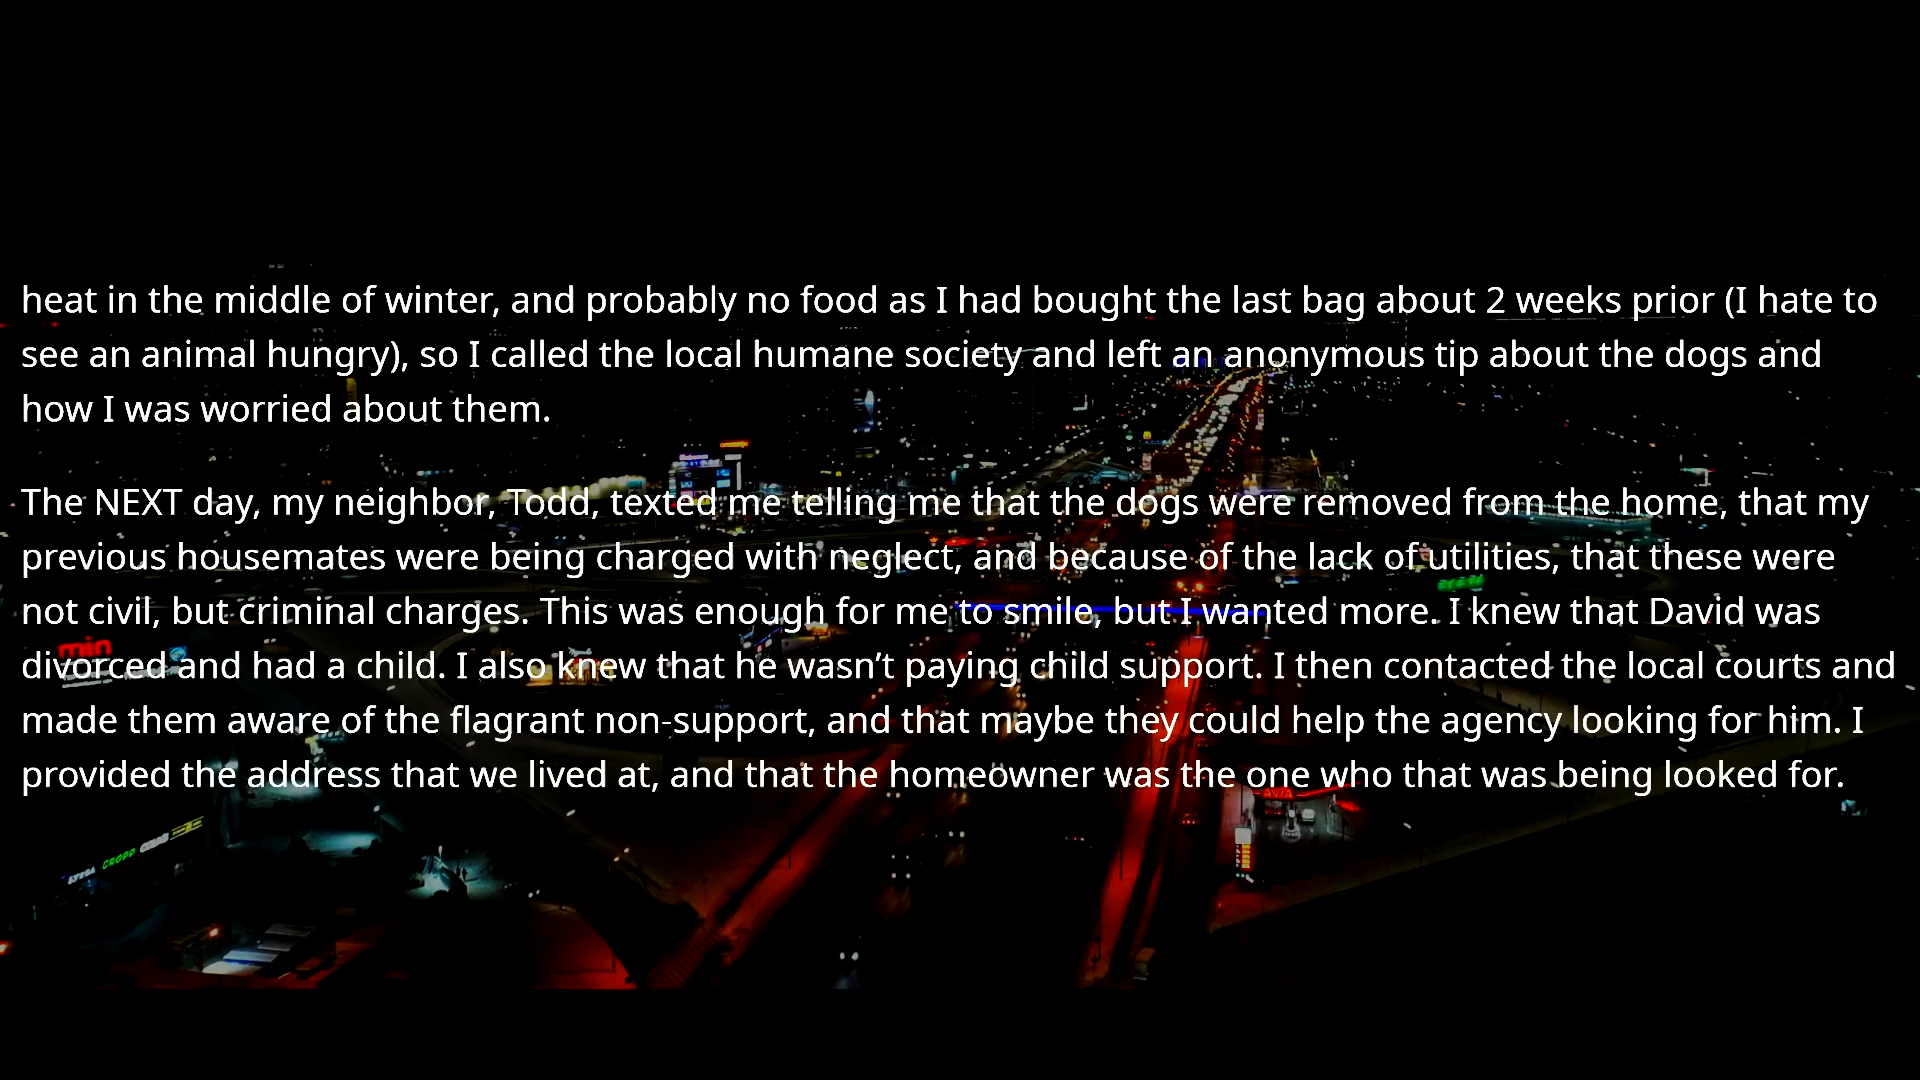 heat in the middle of winter, and probably no food as I had bought the last bag about 2 weeks prior (I hate to
see an animal hungry), so I called the local humane society and left an anonymous tip about the dogs and
how I was worried about them.
The NEXT day, my neighbor, Todd, texted me telling me that the dogs were removed from the home, that my
previous housemates were being charged with neglect, and because of the lack of utilities, that these were
not civil, but criminal charges. This was enough for me to smile, but I wanted more. I knew that David was
divorced and had a child. I also knew that he wasn’t paying child support. I then contacted the local courts and
made them aware of the flagrant non-support, and that maybe they could help the agency looking for him. I
provided the address that we lived at, and that the homeowner was the one who that was being looked for.
min
AVIA
CROPP